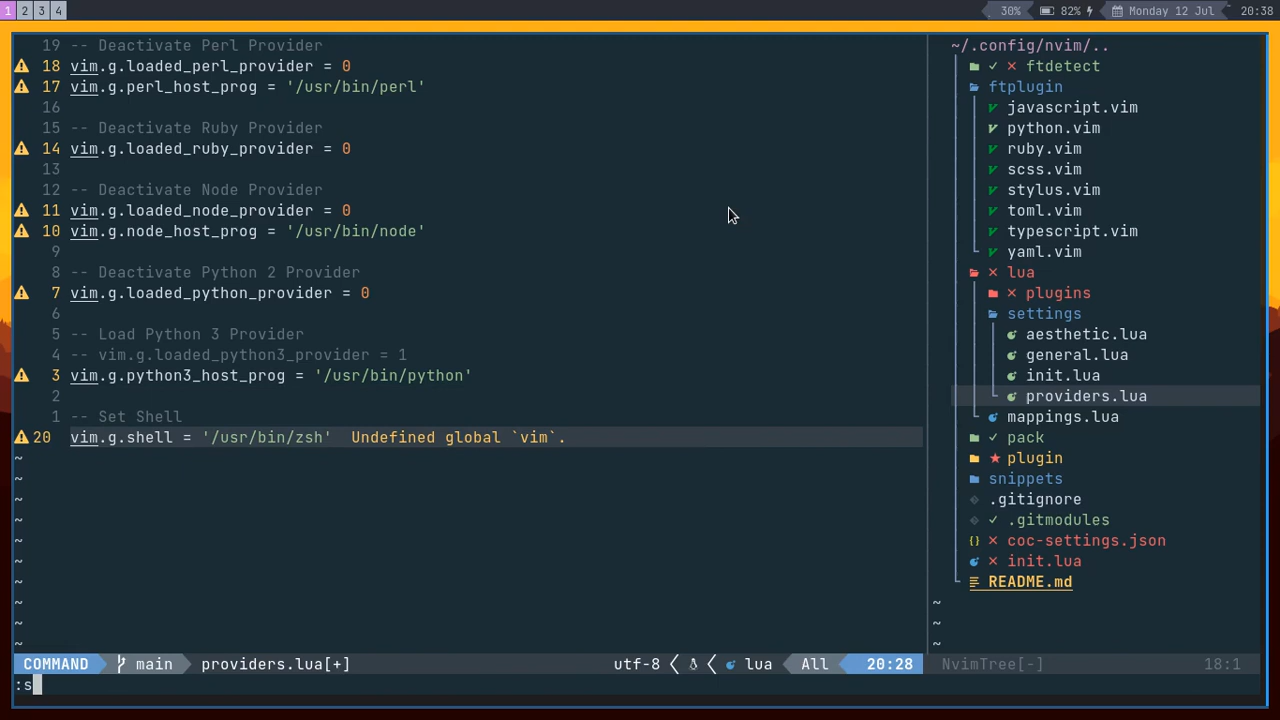 1 2 3 4
30% 82% Monday 12 Jul 20:38
19 -- Deactivate Perl Provider
18 vim.g.loaded_perl_provider = 0
17 vim.g.perl_host_prog = '/usr/bin/perl'
16
15 -- Deactivate Ruby Provider
14 vim.g.loaded_ruby_provider = 0
13
12 -- Deactivate Node Provider
11 vim.g.loaded_node_provider = 0
10 vim.g.node_host_prog = '/usr/bin/node'
9
8 -- Deactivate Python 2 Provider
7 vim.g.loaded_python_provider = 0
6
5 -- Load Python 3 Provider
4 -- vim.g.loaded_python3_provider = 1
3 vim.g.python3_host_prog = '/usr/bin/python'
2
1 -- Set Shell
20 vim.g.shell = '/usr/bin/zsh' Undefined global `vim`.
~
~
~
~
~
~
~
~
~
~
~/.config/nvim/..
✓ ✕ ftdetect
ftplugin
javascript.vim
python.vim
ruby.vim
scss.vim
stylus.vim
toml.vim
typescript.vim
yaml.vim
✕ lua
✕ plugins
settings
aesthetic.lua
general.lua
init.lua
providers.lua
mappings.lua
✓ pack
★ plugin
snippets
.gitignore
✓ .gitmodules
{} ✕ coc-settings.json
✕ init.lua
README.md
~
~
~
COMMAND main providers.lua[+] utf-8 lua All 20:28
NvimTree[-] 18:1
:s